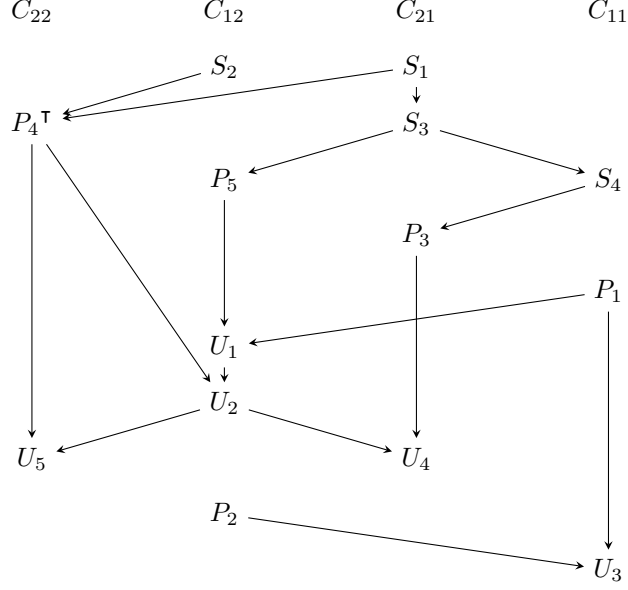 C₂₂ C₁₂ C₂₁ C₁₁
S₂ S₁
P₄ᵀ S₃
P₅ S₄
P₃
P₁
U₁
U₂
U₅ U₄
P₂
U₃